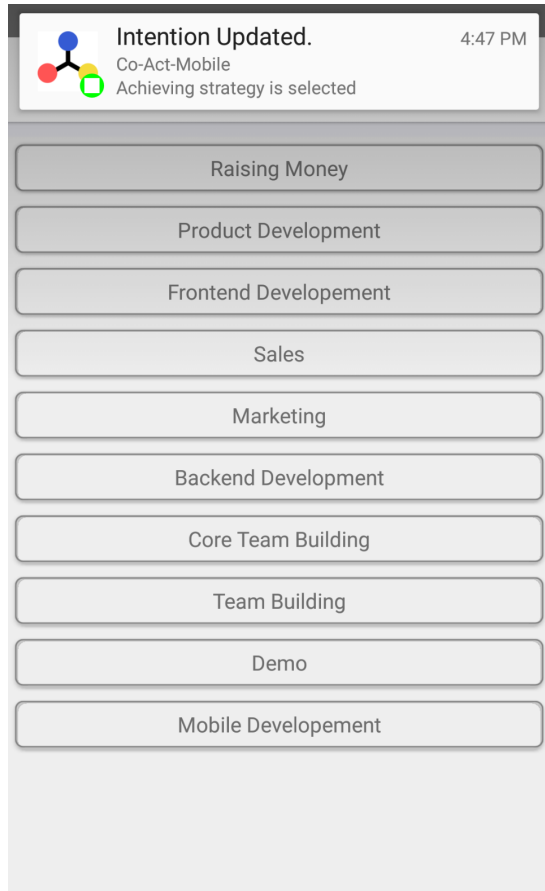 Intention Updated.
4:47 PM
Co-Act-Mobile
Achieving strategy is selected
Raising Money
Product Development
Frontend Developement
Sales
Marketing
Backend Development
Core Team Building
Team Building
Demo
Mobile Developement